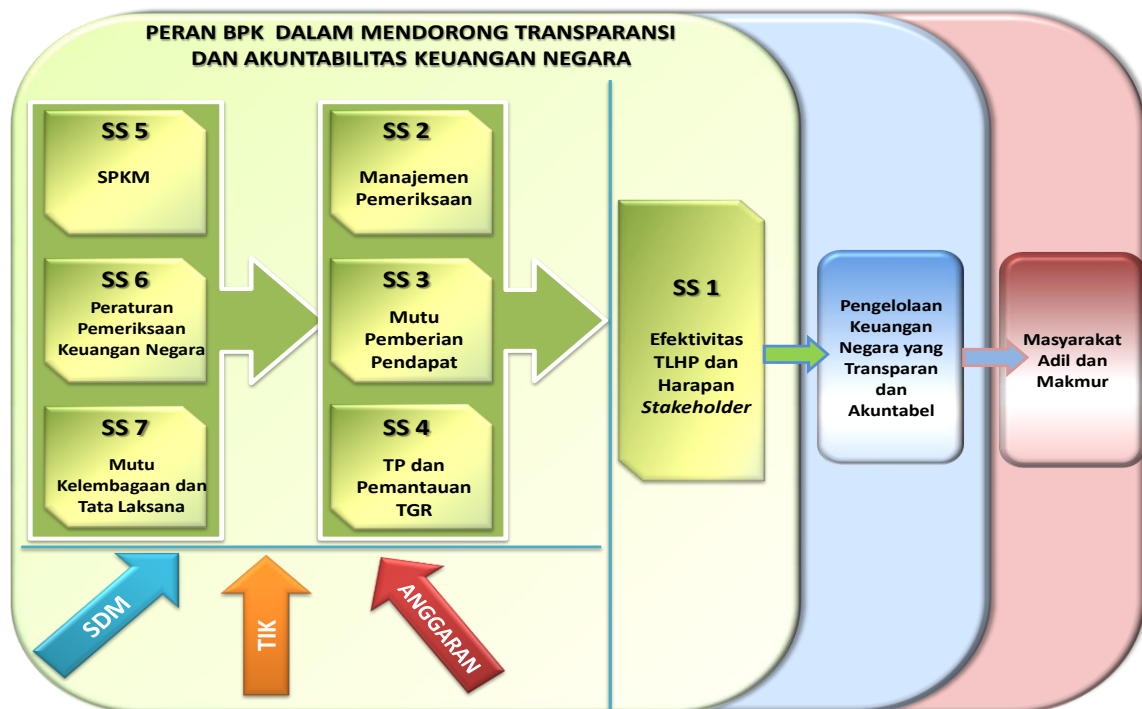 PERAN BPK DALAM MENDORONG TRANSPARANSI
DAN AKUNTABILITAS KEUANGAN NEGARA
SS 5
SPKM
SS 6
Peraturan
Pemeriksaan
Keuangan Negara
SS 7
Mutu
Kelembagaan dan
Tata Laksana
SS 2
Manajemen
Pemeriksaan
SS 3
Mutu
Pemberian
Pendapat
SS 4
TP dan
Pemantauan
TGR
SS 1
Efektivitas
TLHP dan
Harapan
Stakeholder
Pengelolaan
Keuangan
Negara yang
Transparan
dan
Akuntabel
Masyarakat
Adil dan
Makmur
SDM
TIK
ANGGARAN